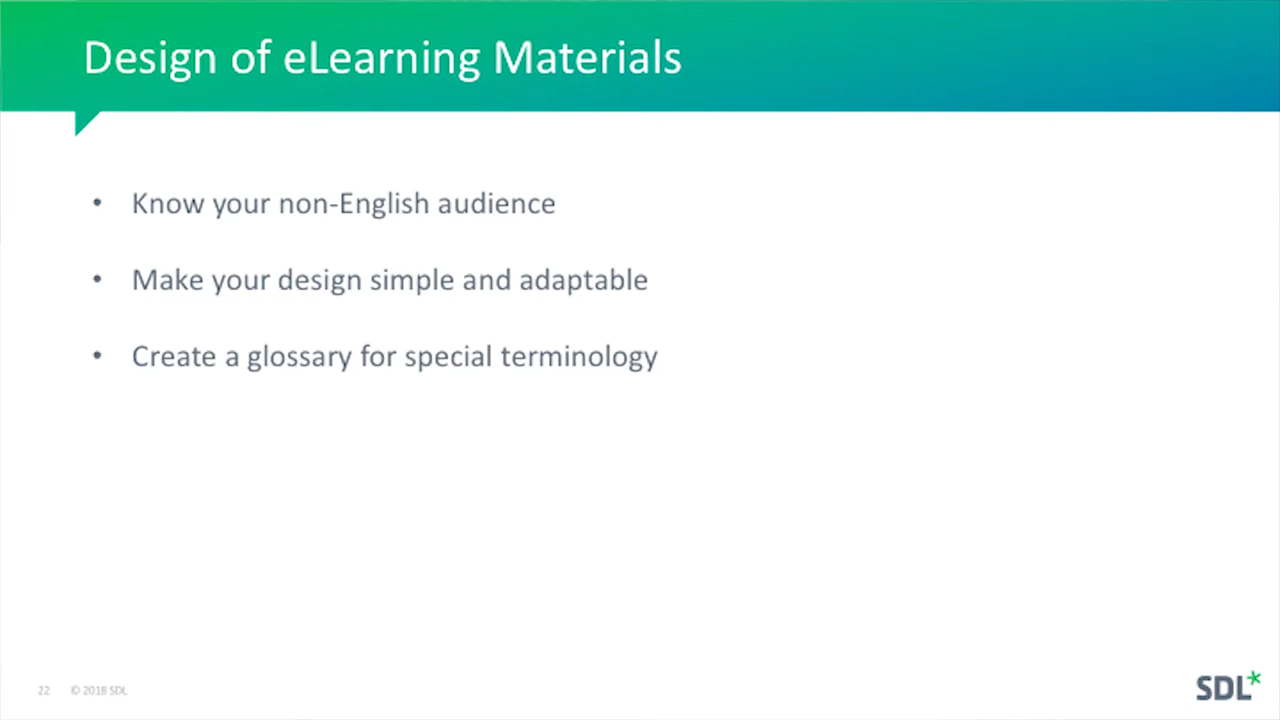 Design of eLearning Materials
• Know your non-English audience
• Make your design simple and adaptable
• Create a glossary for special terminology
22 © 2018 SDL
SDL*